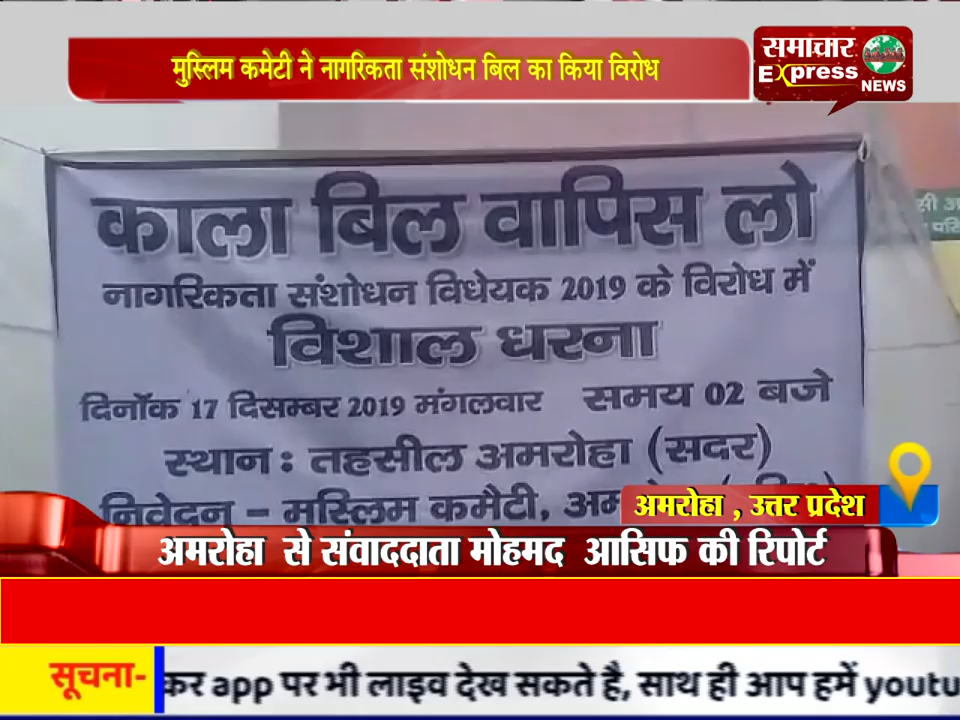 मुस्लिम कमेटी ने नागरिकता संशोधन बिल का किया विरोध
समाचार
Express
NEWS
काला बिल वापिस लो
नागरिकता संशोधन विधेयक 2019 के विरोध में
विशाल धरना
दिनाँक 17 दिसम्बर 2019 मंगलवार समय 02 बजे
स्थान : तहसील अमरोहा (सदर)
निवेदन - मुस्लिम कमैटी,
अमरोहा , उत्तर प्रदेश
अमरोहा से संवाददाता मोहमद आसिफ की रिपोर्ट
सूचना- कर app पर भी लाइव देख सकते है, साथ ही आप हमें youtu